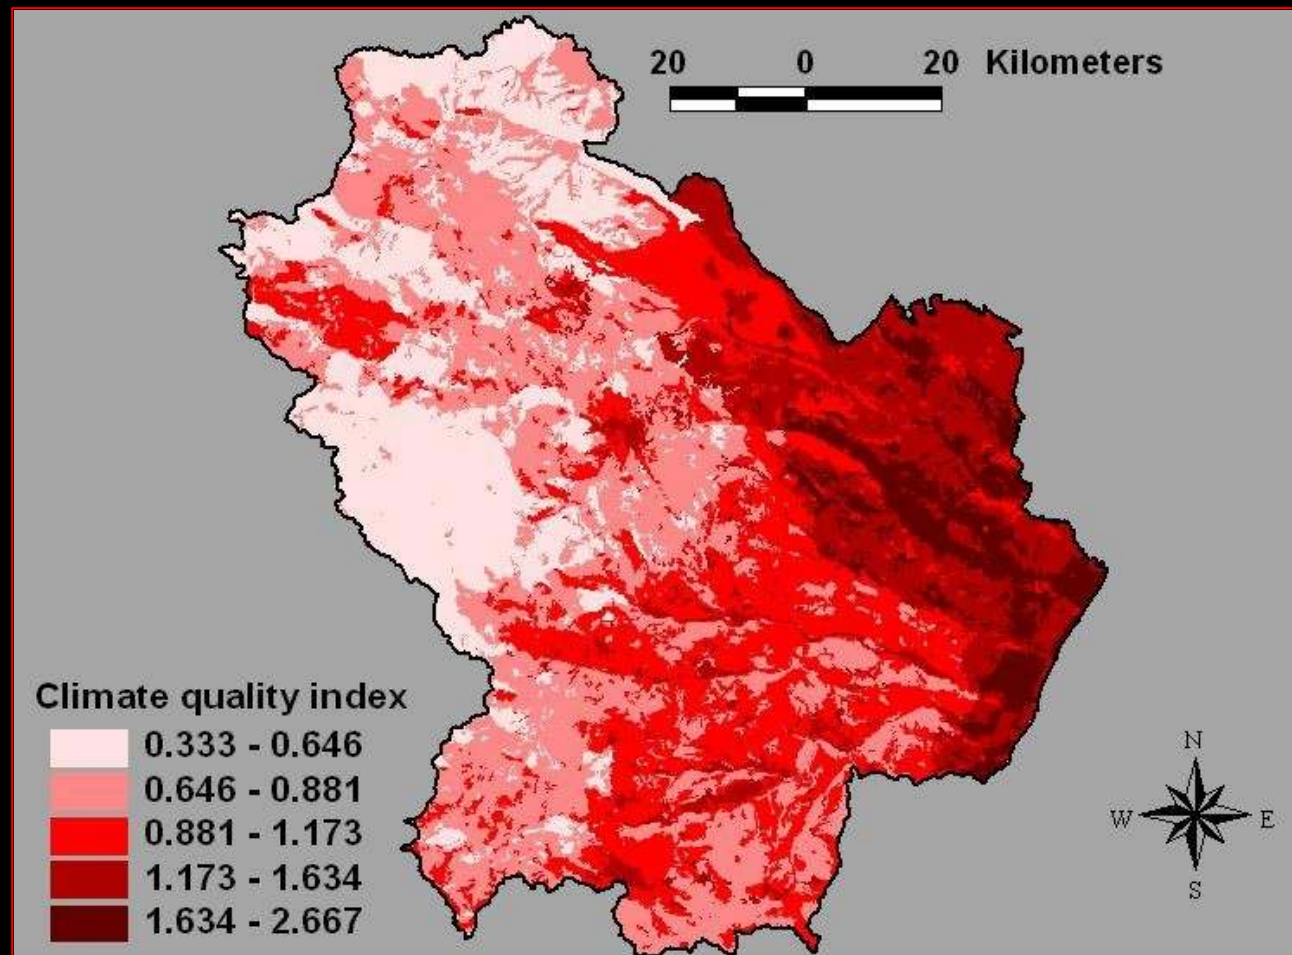 20 0 20 Kilometers
Climate quality index
0.333 - 0.646
0.646 - 0.881
0.881 - 1.173
1.173 - 1.634
1.634 - 2.667
N
W E
S